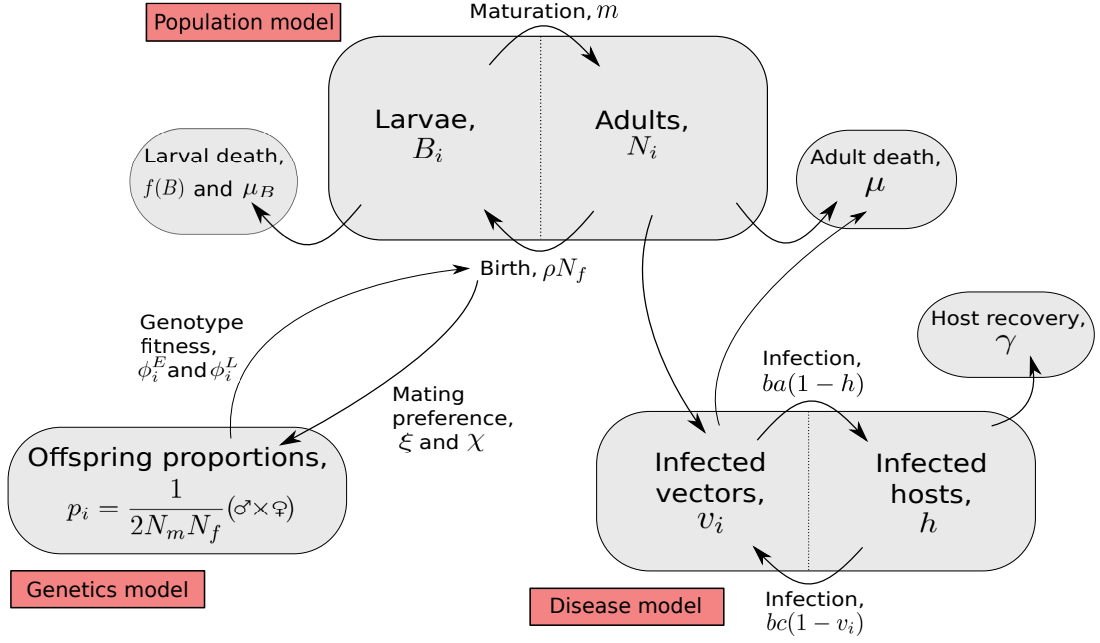 Population model
Maturation, m
Larvae,
B_i
Adults,
N_i
Larval death,
f(B) and μ_B
Adult death,
μ
Birth, ρN_f
Genotype
fitness,
ϕ_i^E and ϕ_i^L
Mating
preference,
ξ and χ
Host recovery,
γ
Infection,
ba(1 − h)
Offspring proportions,
p_i = \frac{1}{2N_m N_f} (♂×♀)
Infected
vectors,
v_i
Infected
hosts,
h
Genetics model
Disease model
Infection,
bc(1 − v_i)